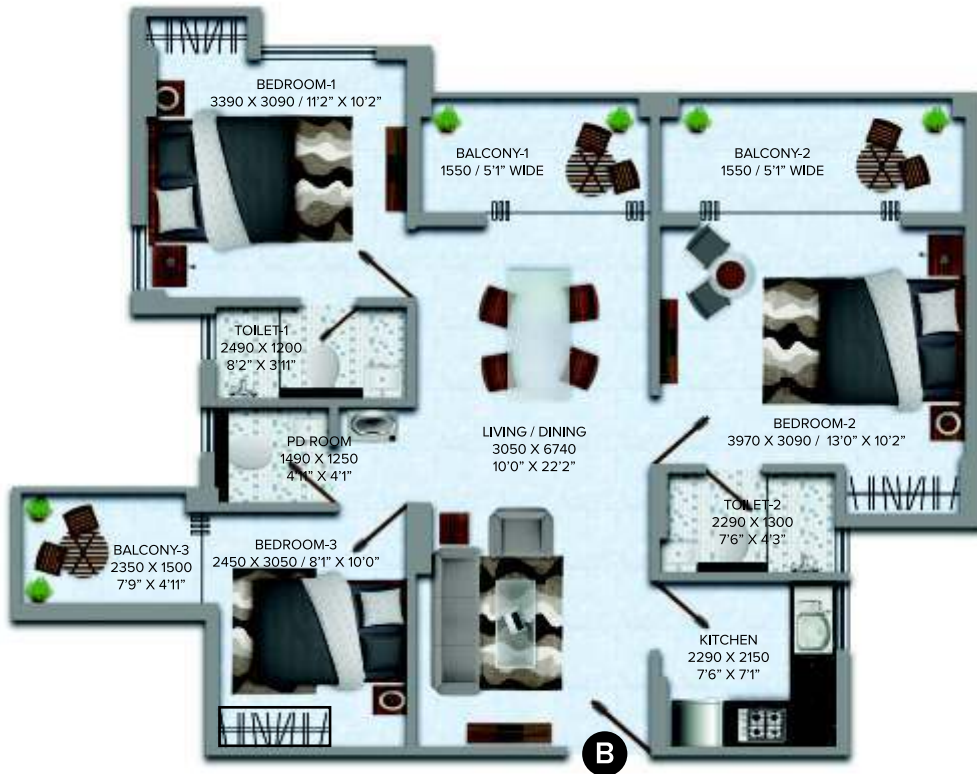 BEDROOM-1
3390 X 3090 / 11'2" X 10'2"
BALCONY-1
1550 / 5'1" WIDE
BALCONY-2
1550 / 5'1" WIDE
TOILET-1
2490 X 1200
8'2" X 3'11"
PD ROOM
1490 X 1250
4'11" X 4'1"
LIVING / DINING
3050 X 6740
10'0" X 22'2"
BEDROOM-2
3970 X 3090 / 13'0" X 10'2"
TOILET-2
2290 X 1300
7'6" X 4'3"
BALCONY-3
2350 X 1500
7'9" X 4'11"
BEDROOM-3
2450 X 3050 / 8'1" X 10'0"
KITCHEN
2290 X 2150
7'6" X 7'1"
B